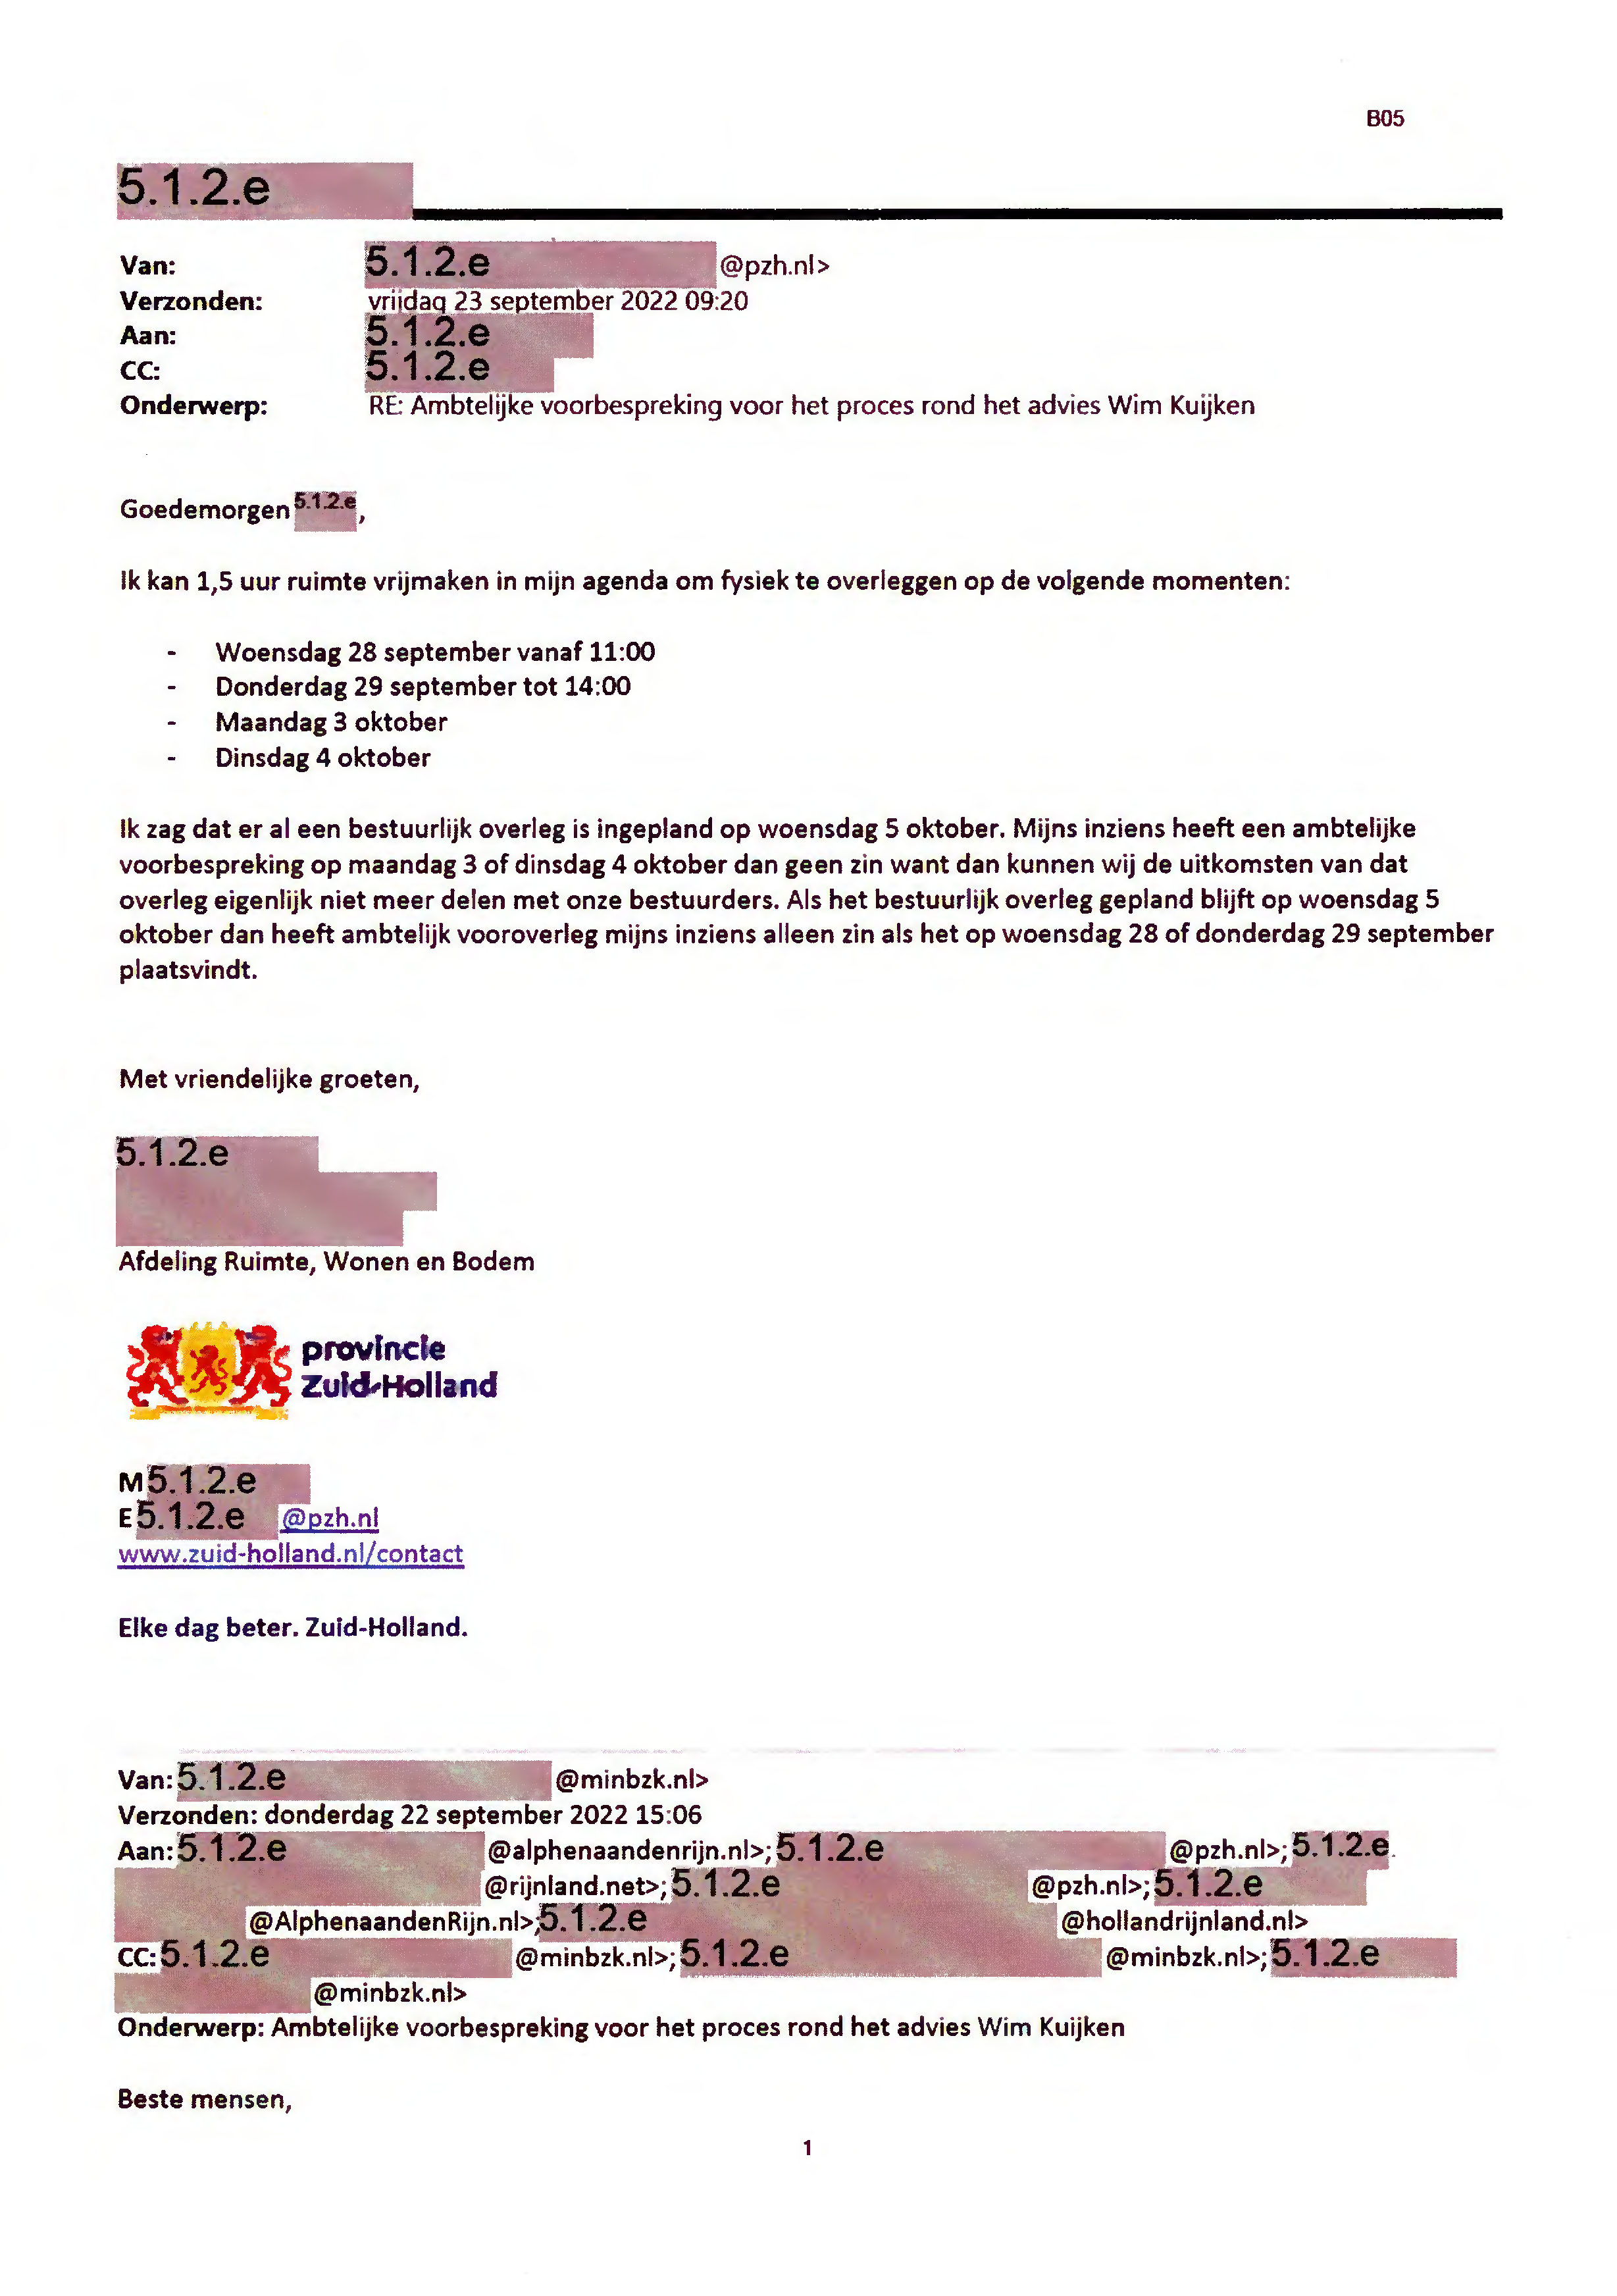 B05
5.1.2.e
Van: 5.1.2.e @pzh.nl>
Verzonden: vrijdag 23 september 2022 09:20
Aan: 5.1.2.e
CC: 5.1.2.e
Onderwerp: RE: Ambtelijke voorbespreking voor het proces rond het advies Wim Kuijken
Goedemorgen 5.1.2.e,
Ik kan 1,5 uur ruimte vrijmaken in mijn agenda om fysiek te overleggen op de volgende momenten:
- Woensdag 28 september vanaf 11:00
- Donderdag 29 september tot 14:00
- Maandag 3 oktober
- Dinsdag 4 oktober
Ik zag dat er al een bestuurlijk overleg is ingepland op woensdag 5 oktober. Mijns inziens heeft een ambtelijke
voorbespreking op maandag 3 of dinsdag 4 oktober dan geen zin want dan kunnen wij de uitkomsten van dat
overleg eigenlijk niet meer delen met onze bestuurders. Als het bestuurlijk overleg gepland blijft op woensdag 5
oktober dan heeft ambtelijk vooroverleg mijns inziens alleen zin als het op woensdag 28 of donderdag 29 september
plaatsvindt.
Met vriendelijke groeten,
5.1.2.e
Afdeling Ruimte, Wonen en Bodem
provincie
Zuid-Holland
M 5.1.2.e
E 5.1.2.e @pzh.nl
www.zuid-holland.nl/contact
Elke dag beter. Zuid-Holland.
Van: 5.1.2.e @minbzk.nl>
Verzonden: donderdag 22 september 2022 15:06
Aan: 5.1.2.e @alphenaandenrijn.nl>; 5.1.2.e @pzh.nl>; 5.1.2.e
@rijnland.net>; 5.1.2.e @pzh.nl>; 5.1.2.e
@AlphenaandenRijn.nl>; 5.1.2.e @hollandrijnland.nl>
CC: 5.1.2.e @minbzk.nl>; 5.1.2.e @minbzk.nl>; 5.1.2.e
@minbzk.nl>
Onderwerp: Ambtelijke voorbespreking voor het proces rond het advies Wim Kuijken
Beste mensen,
1